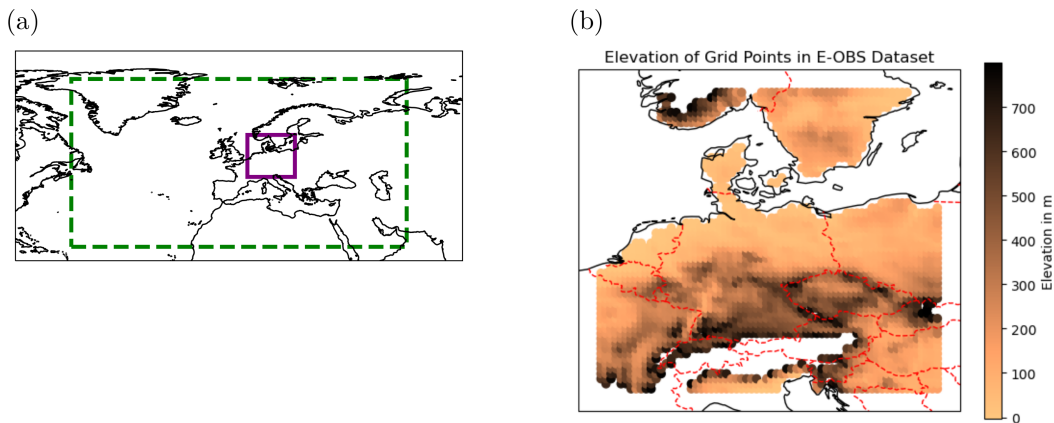 (a)
(b)
Elevation of Grid Points in E-OBS Dataset
700
600
500
400
300
200
100
0
Elevation in m